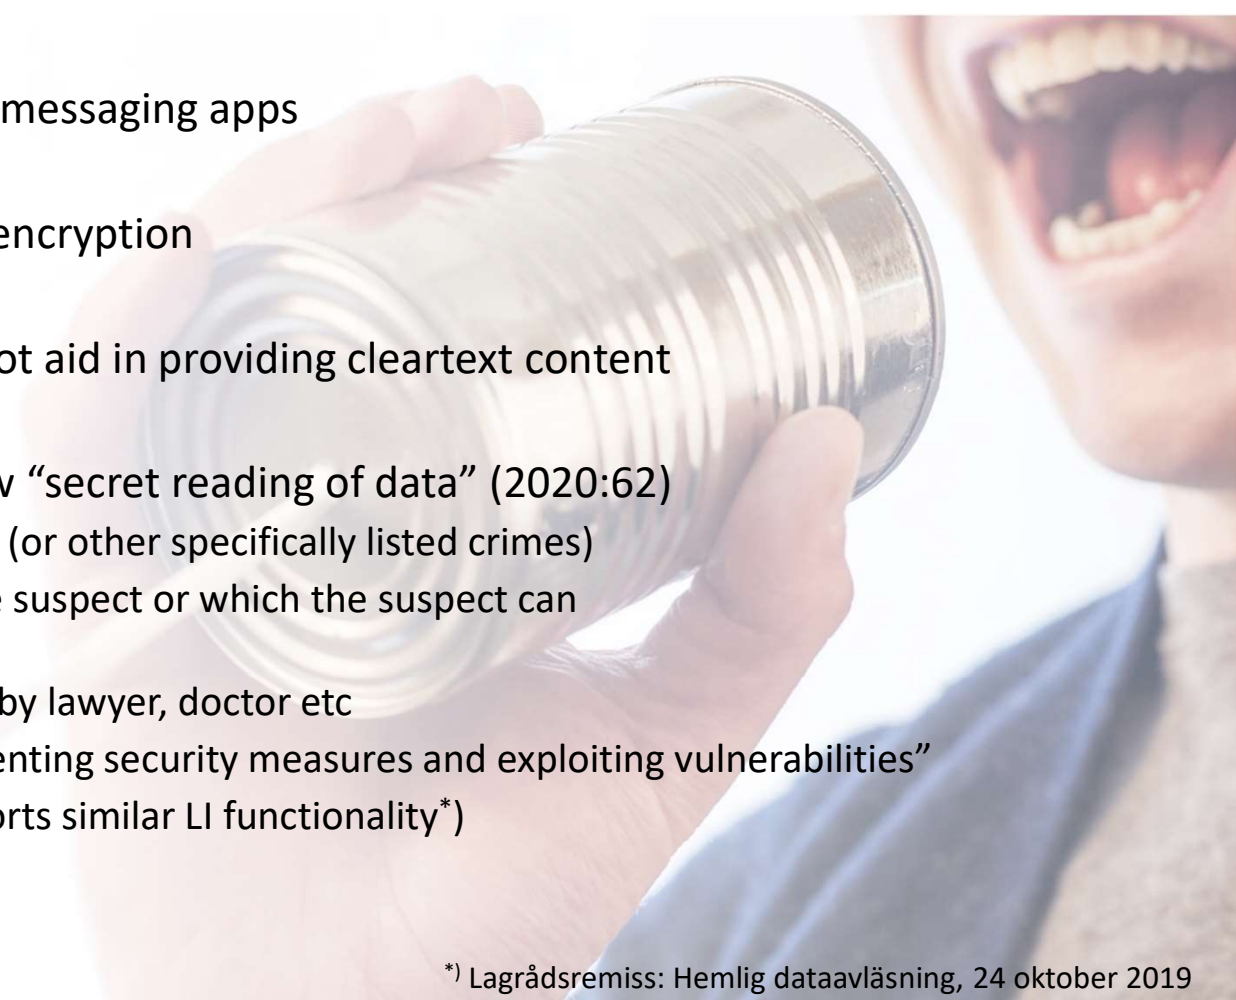 messaging apps
encryption
ot aid in providing cleartext content
“secret reading of data” (2020:62)
(or other specifically listed crimes)
suspect or which the suspect can
by lawyer, doctor etc
enting security measures and exploiting vulnerabilities”
orts similar LI functionality*)
*) Lagrådsremiss: Hemlig dataavläsning, 24 oktober 2019